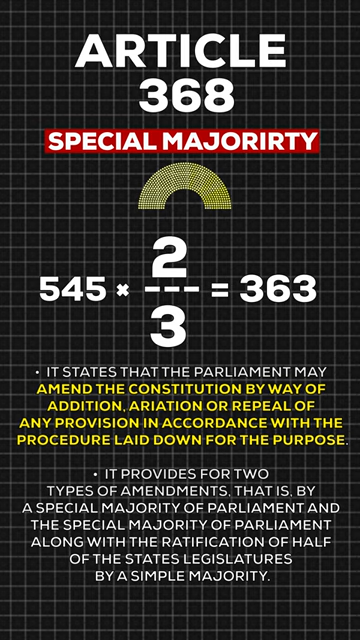 ARTICLE
368
SPECIAL MAJORIRTY
545 × 2/3 = 363
• IT STATES THAT THE PARLIAMENT MAY
AMEND THE CONSTITUTION BY WAY OF
ADDITION, ARIATION OR REPEAL OF
ANY PROVISION IN ACCORDANCE WITH THE
PROCEDURE LAID DOWN FOR THE PURPOSE.
• IT PROVIDES FOR TWO
TYPES OF AMENDMENTS, THAT IS, BY
A SPECIAL MAJORITY OF PARLIAMENT AND
THE SPECIAL MAJORITY OF PARLIAMENT
ALONG WITH THE RATIFICATION OF HALF
OF THE STATES LEGISLATURES
BY A SIMPLE MAJORITY.